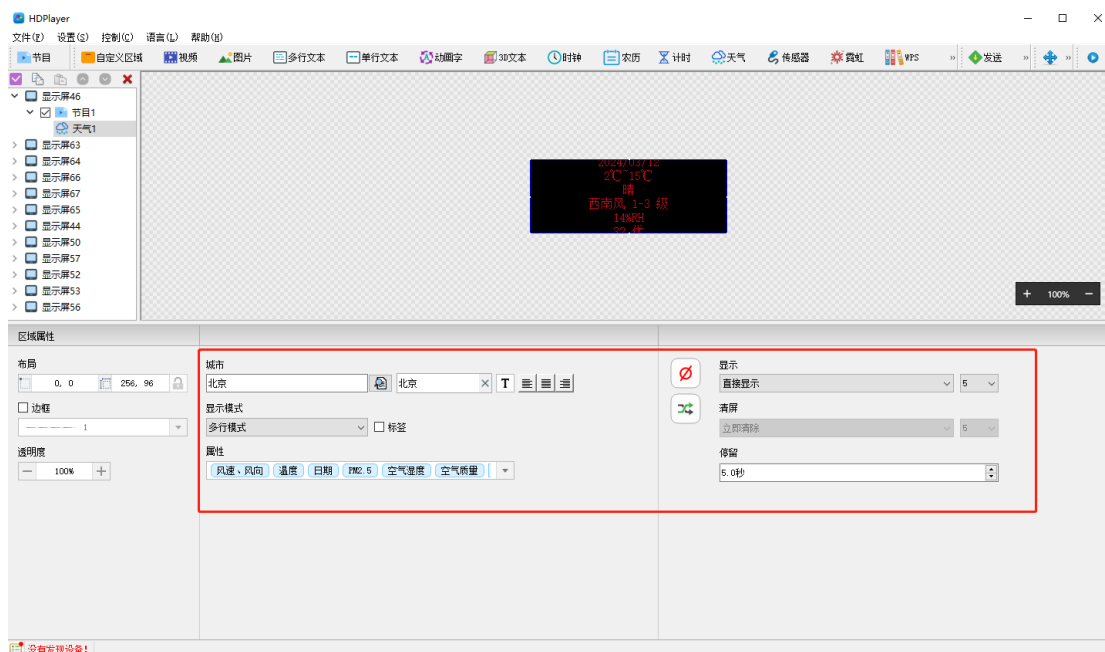 HDPlayer
文件(F) 设置(S) 控制(C) 语言(L) 帮助(H)
节目 自定义区域 视频 图片 多行文本 单行文本 动画字 3D文本 时钟 农历 计时 天气 传感器 霓虹 WPS » 发送 » »
显示屏46
节目1
天气1
显示屏63
显示屏64
显示屏66
显示屏67
显示屏65
显示屏44
显示屏50
显示屏57
显示屏52
显示屏53
显示屏56
2024/03/12
2℃~15℃
晴
西南风, 1-3 级
14%RH
+ 100% −
区域属性
布局
0, 0 256, 96
边框
1
透明度
− 100% +
城市
北京 北京 × T
显示模式
多行模式 标签
属性
风速、风向 温度 日期 PM2.5 空气湿度 空气质量
显示
直接显示 5
清屏
立即清除 5
停留
5.0秒
没有发现设备!